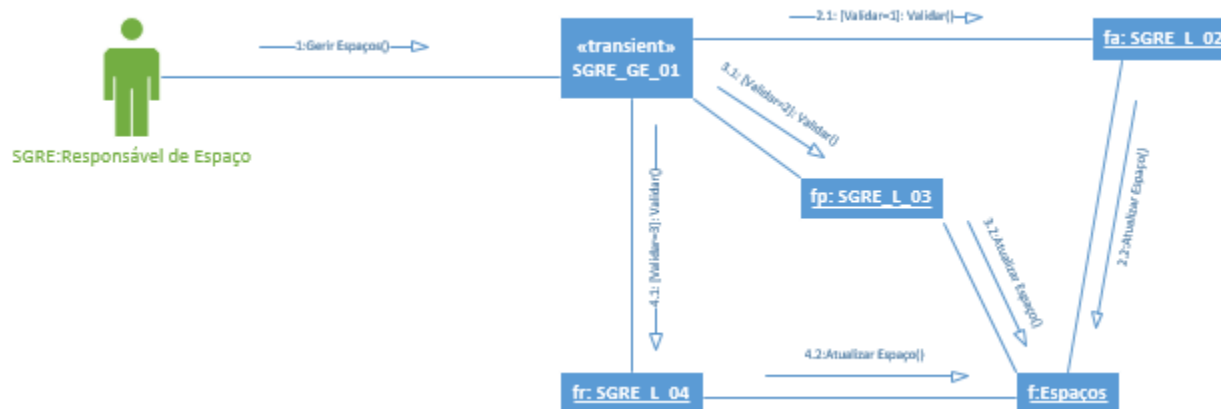 2.1: [Validar=1]: Validar()
1:Gerir Espaços()
«transient»
SGRE_GE_01
fa: SGRE_L_02
3.1: [Validar=2]: Validar()
SGRE:Responsável de Espaço
4.1: [Validar=3]: Validar()
fp: SGRE_L_03
2.2:Atualizar Espaço()
3.2:Atualizar Espaço()
4.2:Atualizar Espaço()
fr: SGRE_L_04
f:Espaços